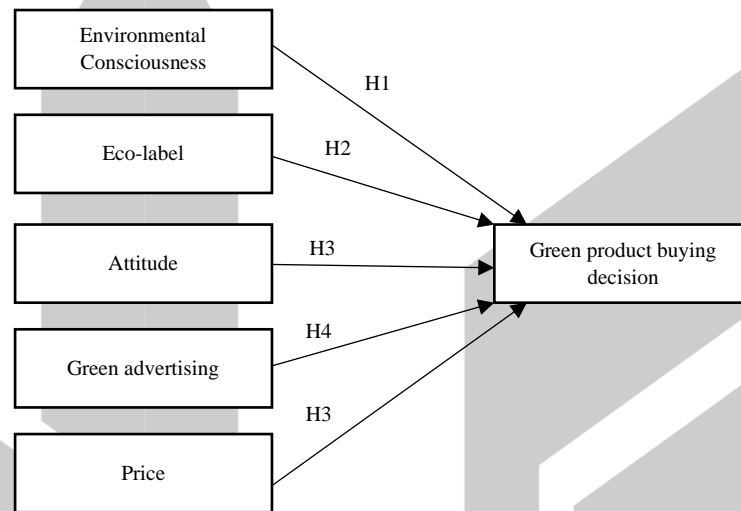 Environmental
Consciousness
H1
Eco-label
H2
Attitude
H3
Green product buying
decision
Green advertising
H4
Price
H3